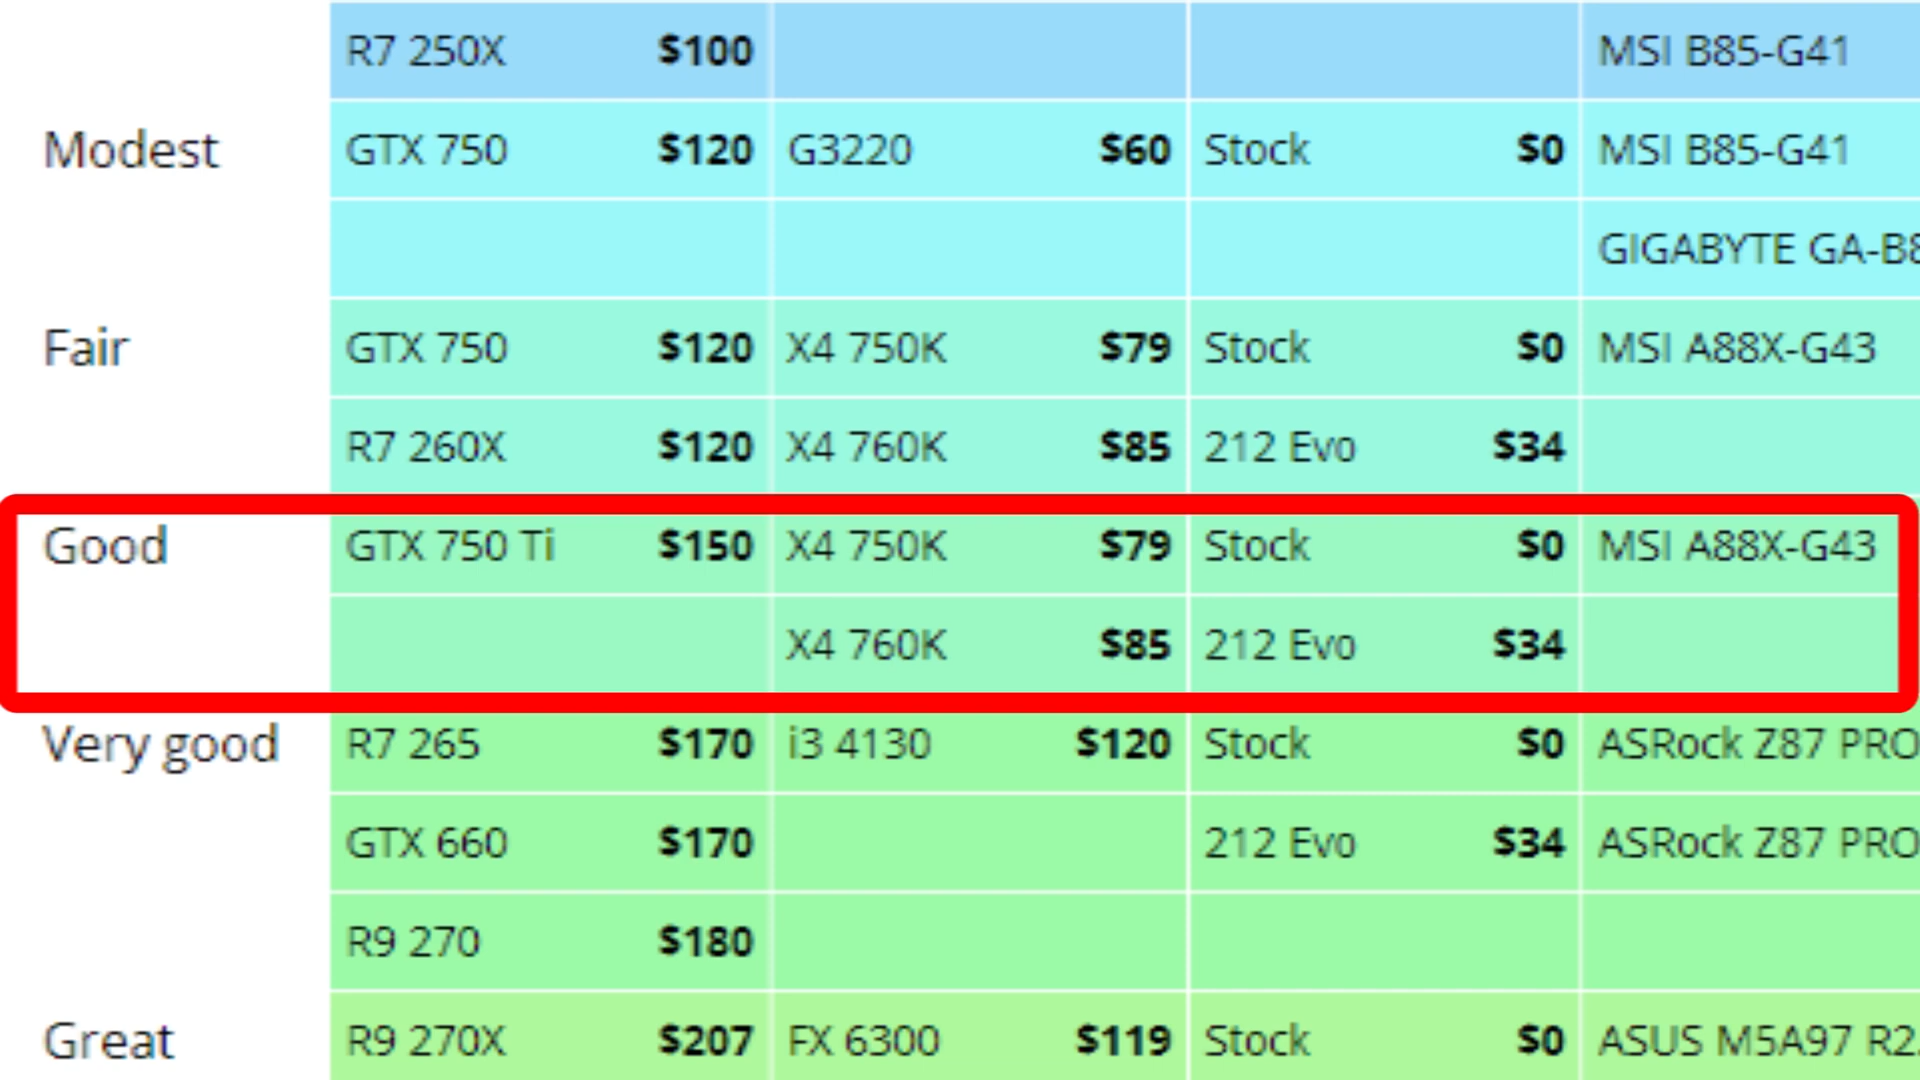 R7 250X $100 MSI B85-G41
Modest GTX 750 $120 G3220 $60 Stock $0 MSI B85-G41
GIGABYTE GA-B8
Fair GTX 750 $120 X4 750K $79 Stock $0 MSI A88X-G43
R7 260X $120 X4 760K $85 212 Evo $34
Good GTX 750 Ti $150 X4 750K $79 Stock $0 MSI A88X-G43
X4 760K $85 212 Evo $34
Very good R7 265 $170 i3 4130 $120 Stock $0 ASRock Z87 PRO
GTX 660 $170 212 Evo $34 ASRock Z87 PRO
R9 270 $180
Great R9 270X $207 FX 6300 $119 Stock $0 ASUS M5A97 R2.